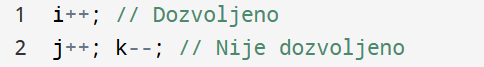 1 i++; // Dozvoljeno
2 j++; k--; // Nije dozvoljeno